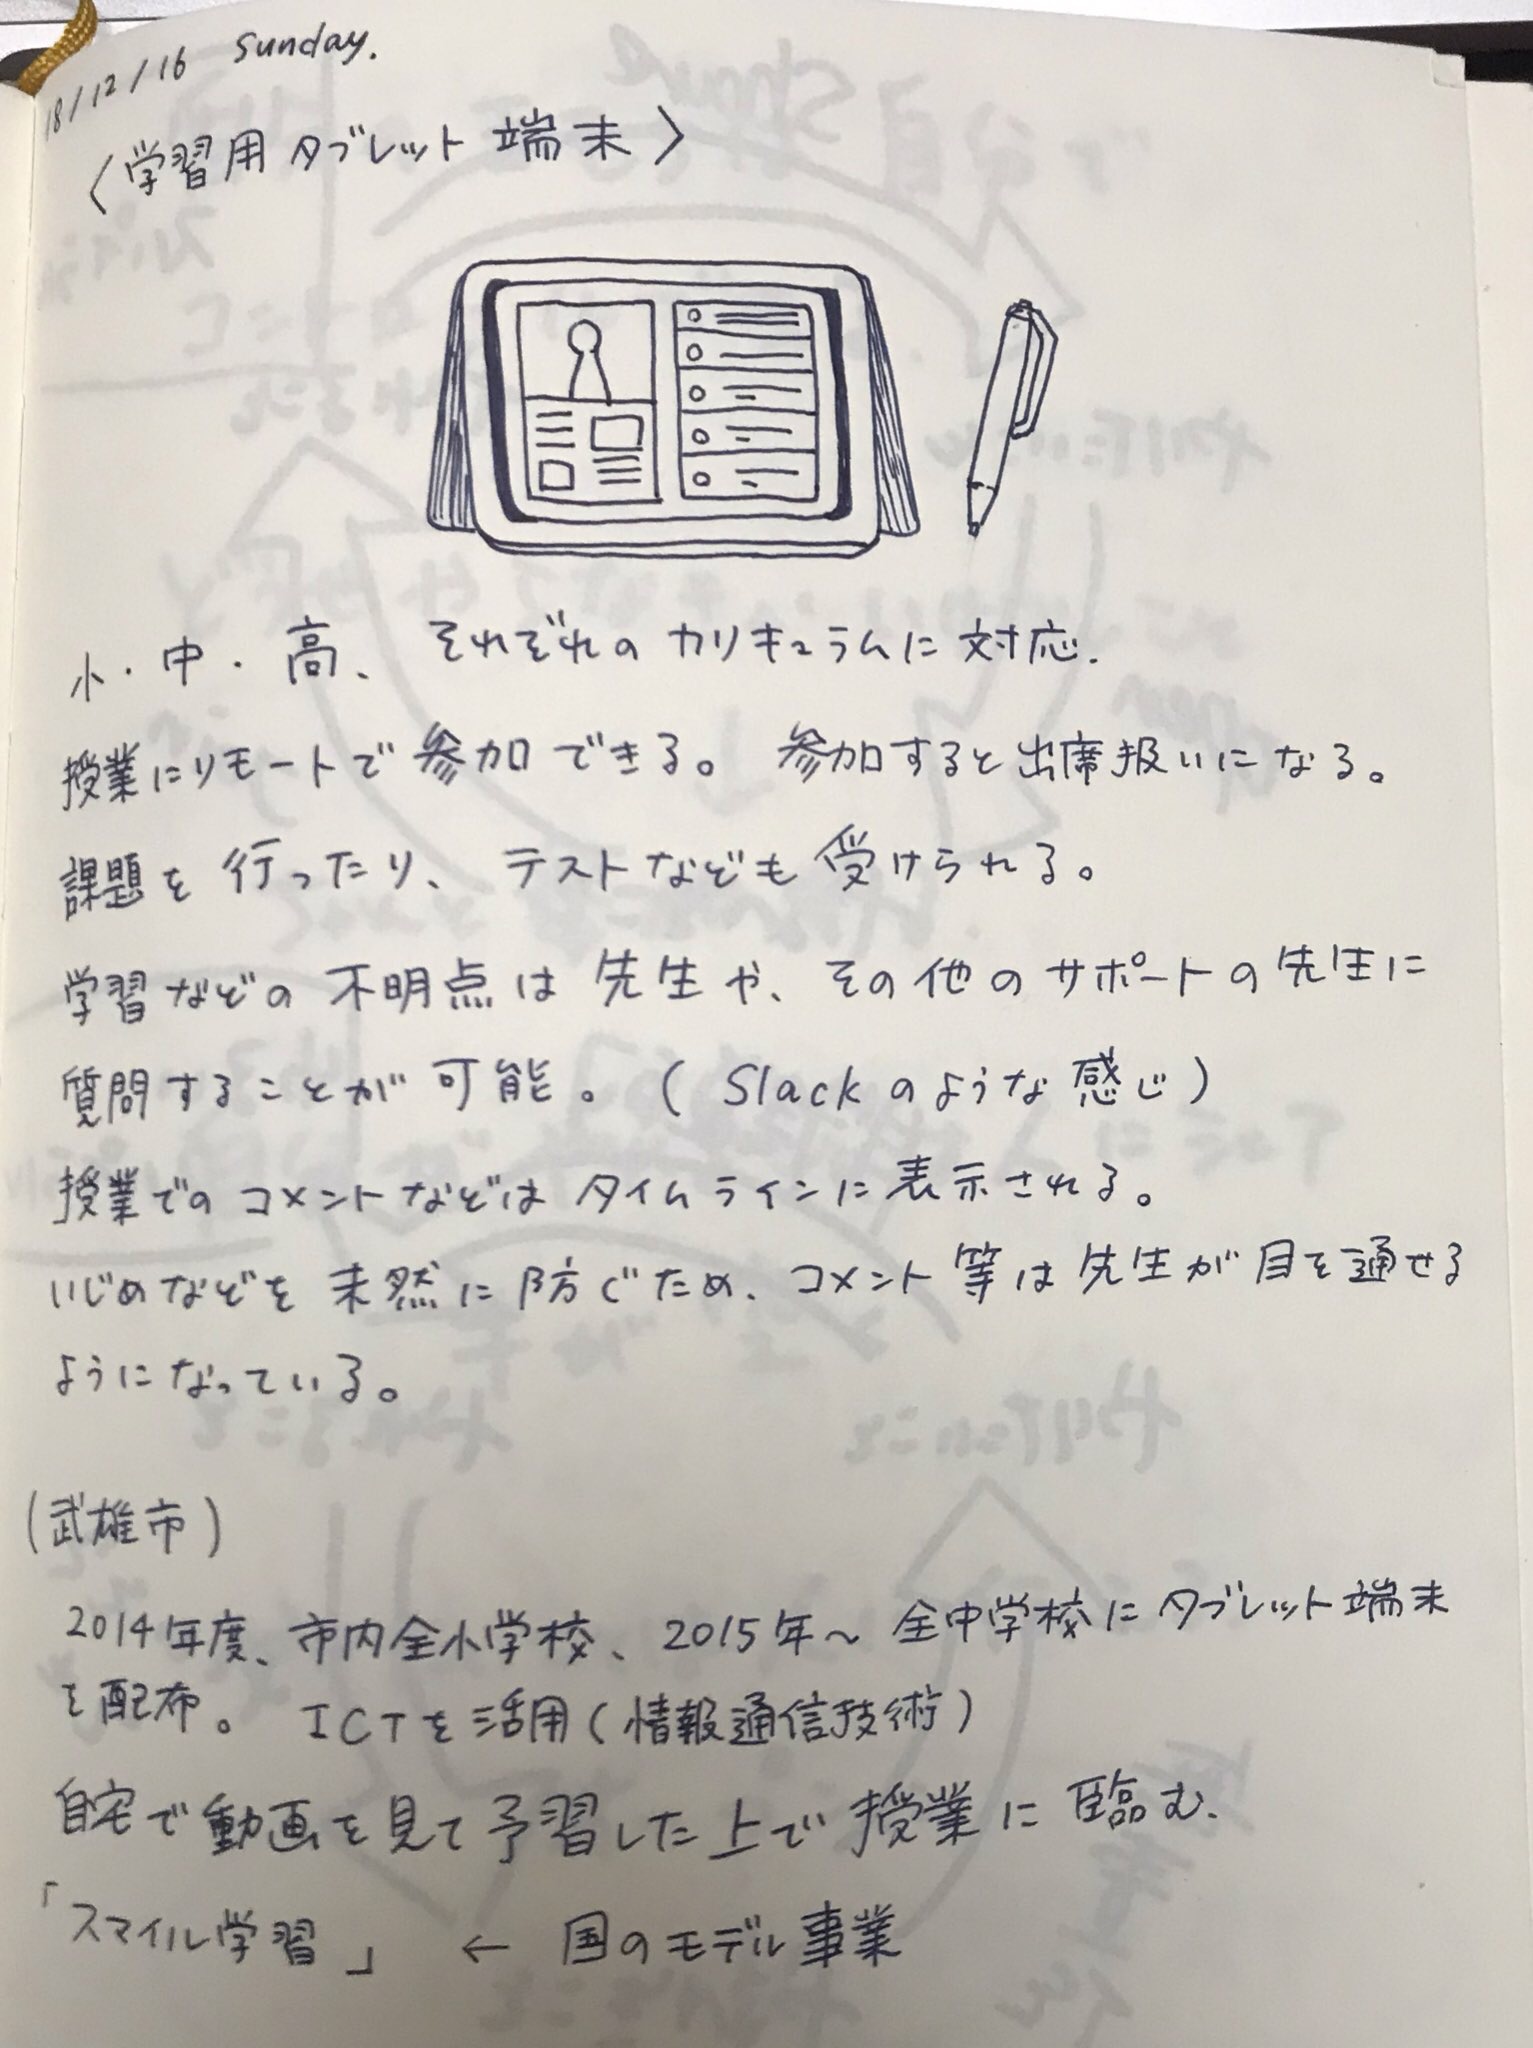 18/12/16 Sunday.
〈学習用タブレット端末〉
小・中・高、それぞれのカリキュラムに対応.
授業にリモートで参加できる。参加すると出席扱いになる。
課題を行ったり、テストなども受けられる。
学習などの不明点は先生や、その他のサポートの先生に
質問することが可能。(Slackのような感じ)
授業でのコメントなどはタイムラインに表示される。
いじめなどを未然に防ぐため、コメント等は先生が目を通せる
ようになっている。
(武雄市)
2014年度、市内全小学校、2015年〜全中学校にタブレット端末
を配布。ICTを活用(情報通信技術)
自宅で動画を見て予習した上で授業に臨む、
「スマイル学習」 ← 国のモデル事業